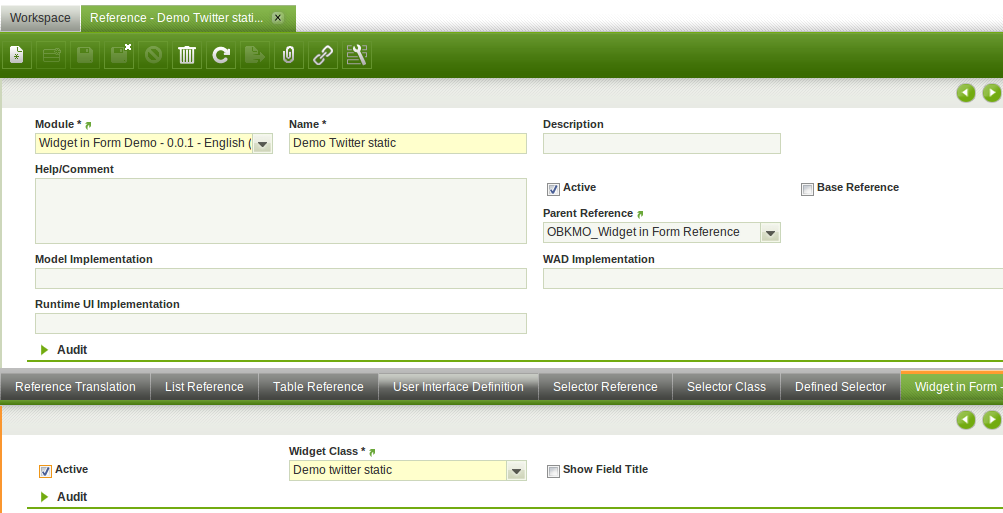 Workspace Reference - Demo Twitter stati... x
Module * Name * Description
Widget in Form Demo - 0.0.1 - English ( Demo Twitter static
Help/Comment
Active Base Reference
Parent Reference
OBKMO_Widget in Form Reference
Model Implementation WAD Implementation
Runtime UI Implementation
Audit
Reference Translation List Reference Table Reference User Interface Definition Selector Reference Selector Class Defined Selector Widget in Form -
Widget Class *
Active Demo twitter static Show Field Title
Audit